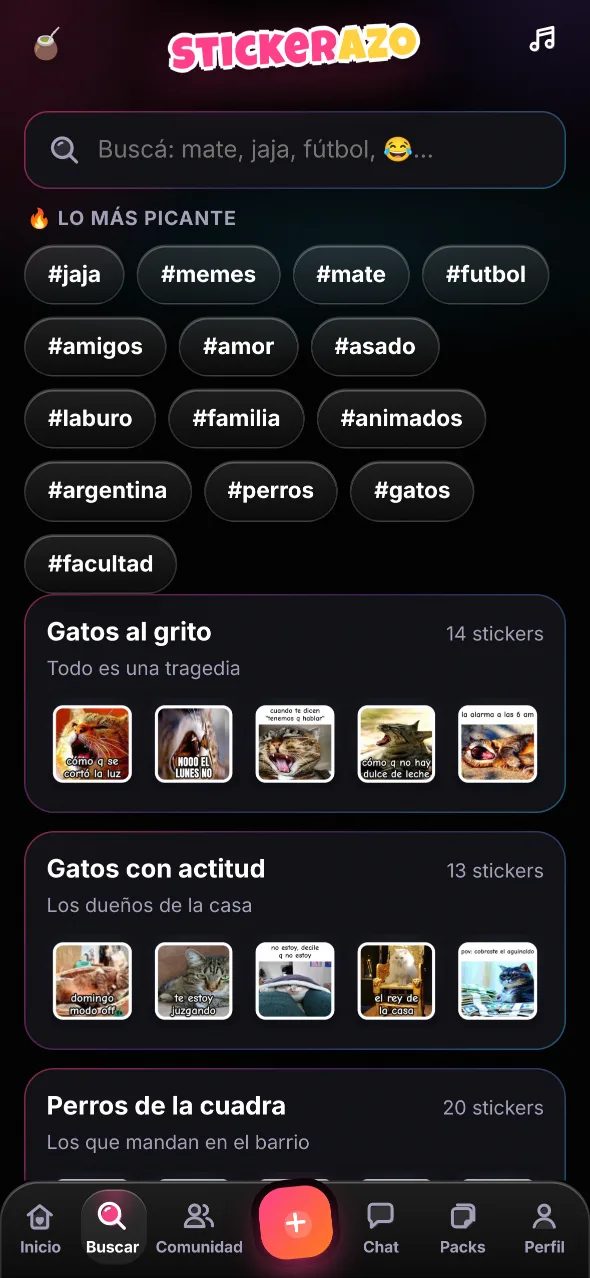 STICKERAZO
Buscá: mate, jaja, fútbol, 😂...
🔥 LO MÁS PICANTE
#jaja #memes #mate #futbol
#amigos #amor #asado
#laburo #familia #animados
#argentina #perros #gatos
#facultad
Gatos al grito 14 stickers
Todo es una tragedia
cómo q se
cortó la luz
NOOO EL
LUNES NO
cuando te dicen
"tenemos q hablar"
cómo q no hay
dulce de leche
la alarma a las 6 am
Gatos con actitud 13 stickers
Los dueños de la casa
domingo
modo off
te estoy
juzgando
no estoy, decile
q no estoy
el rey de
la casa
pov: cobraste el aguinaldo
Perros de la cuadra 20 stickers
Los que mandan en el barrio
Inicio Buscar Comunidad + Chat Packs Perfil